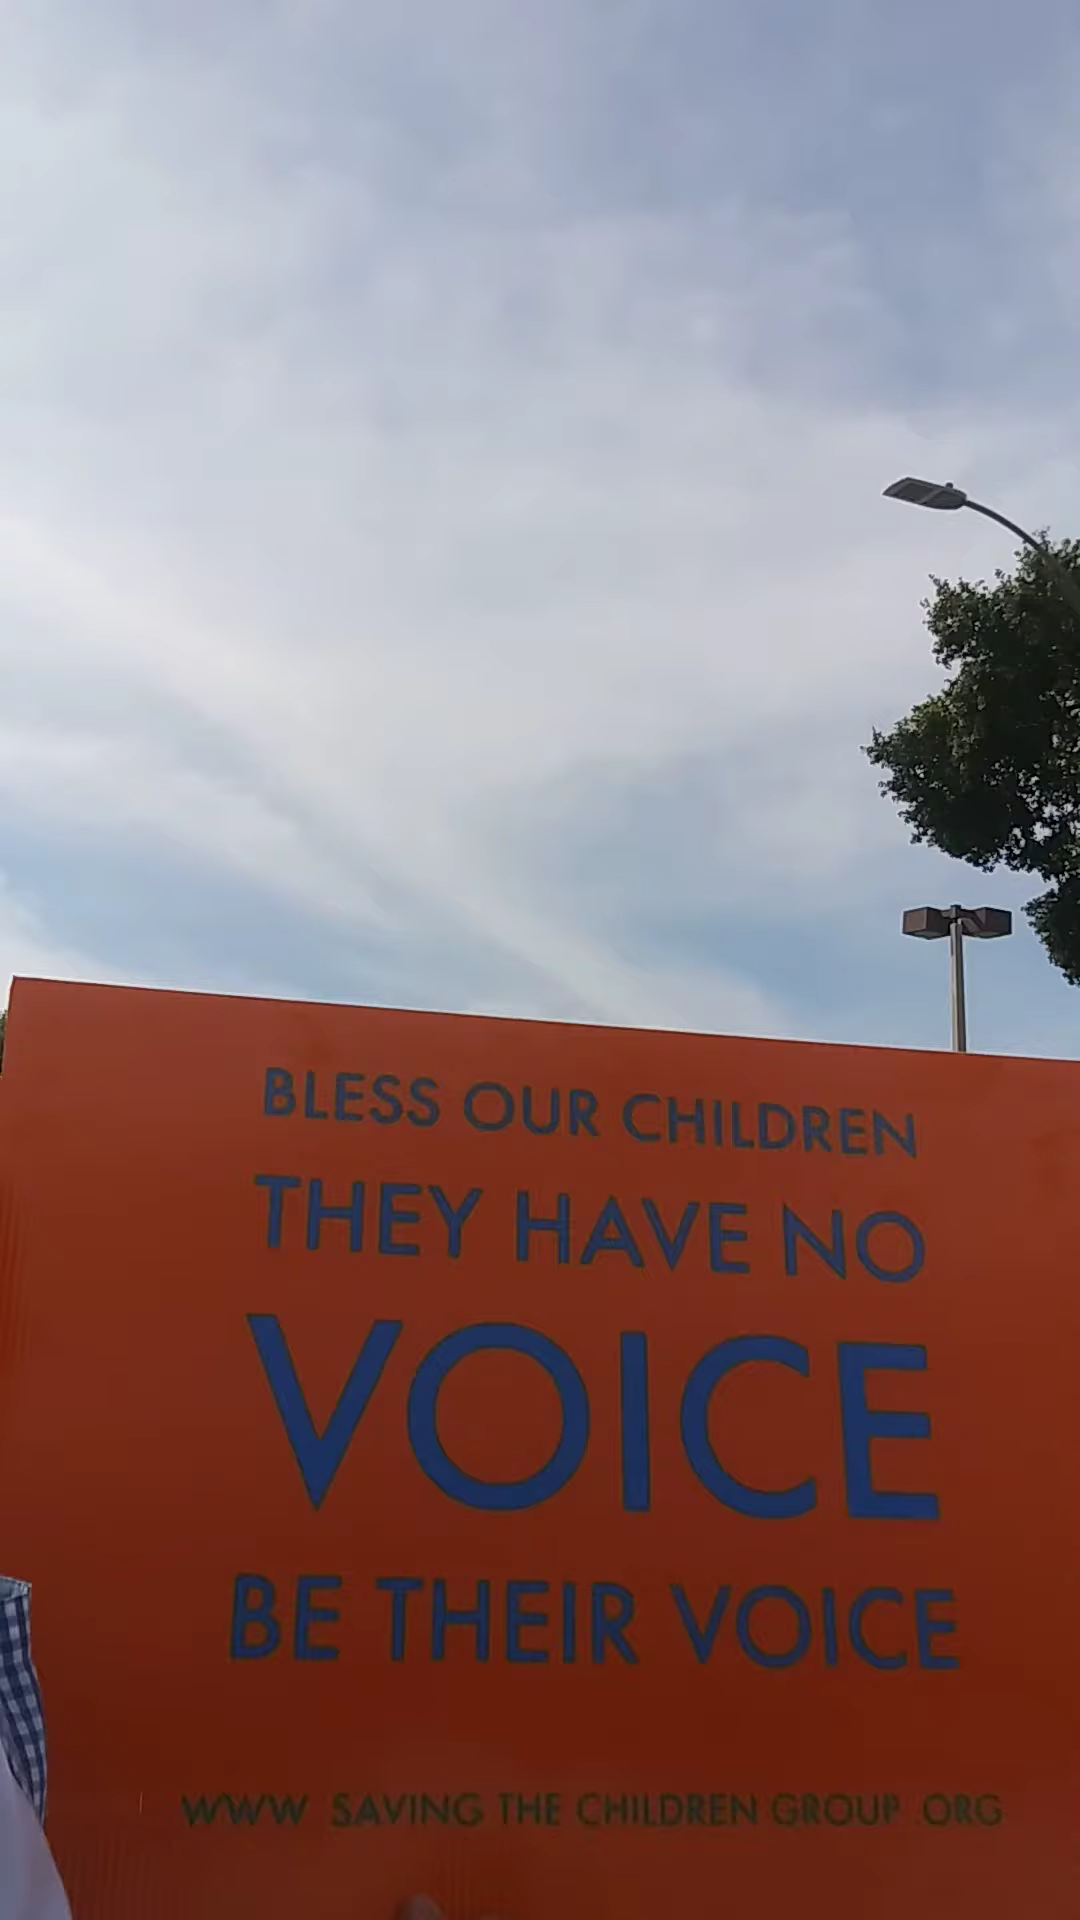 BLESS OUR CHILDREN
THEY HAVE NO
VOICE
BE THEIR VOICE
WWW SAVING THE CHILDREN GROUP .ORG